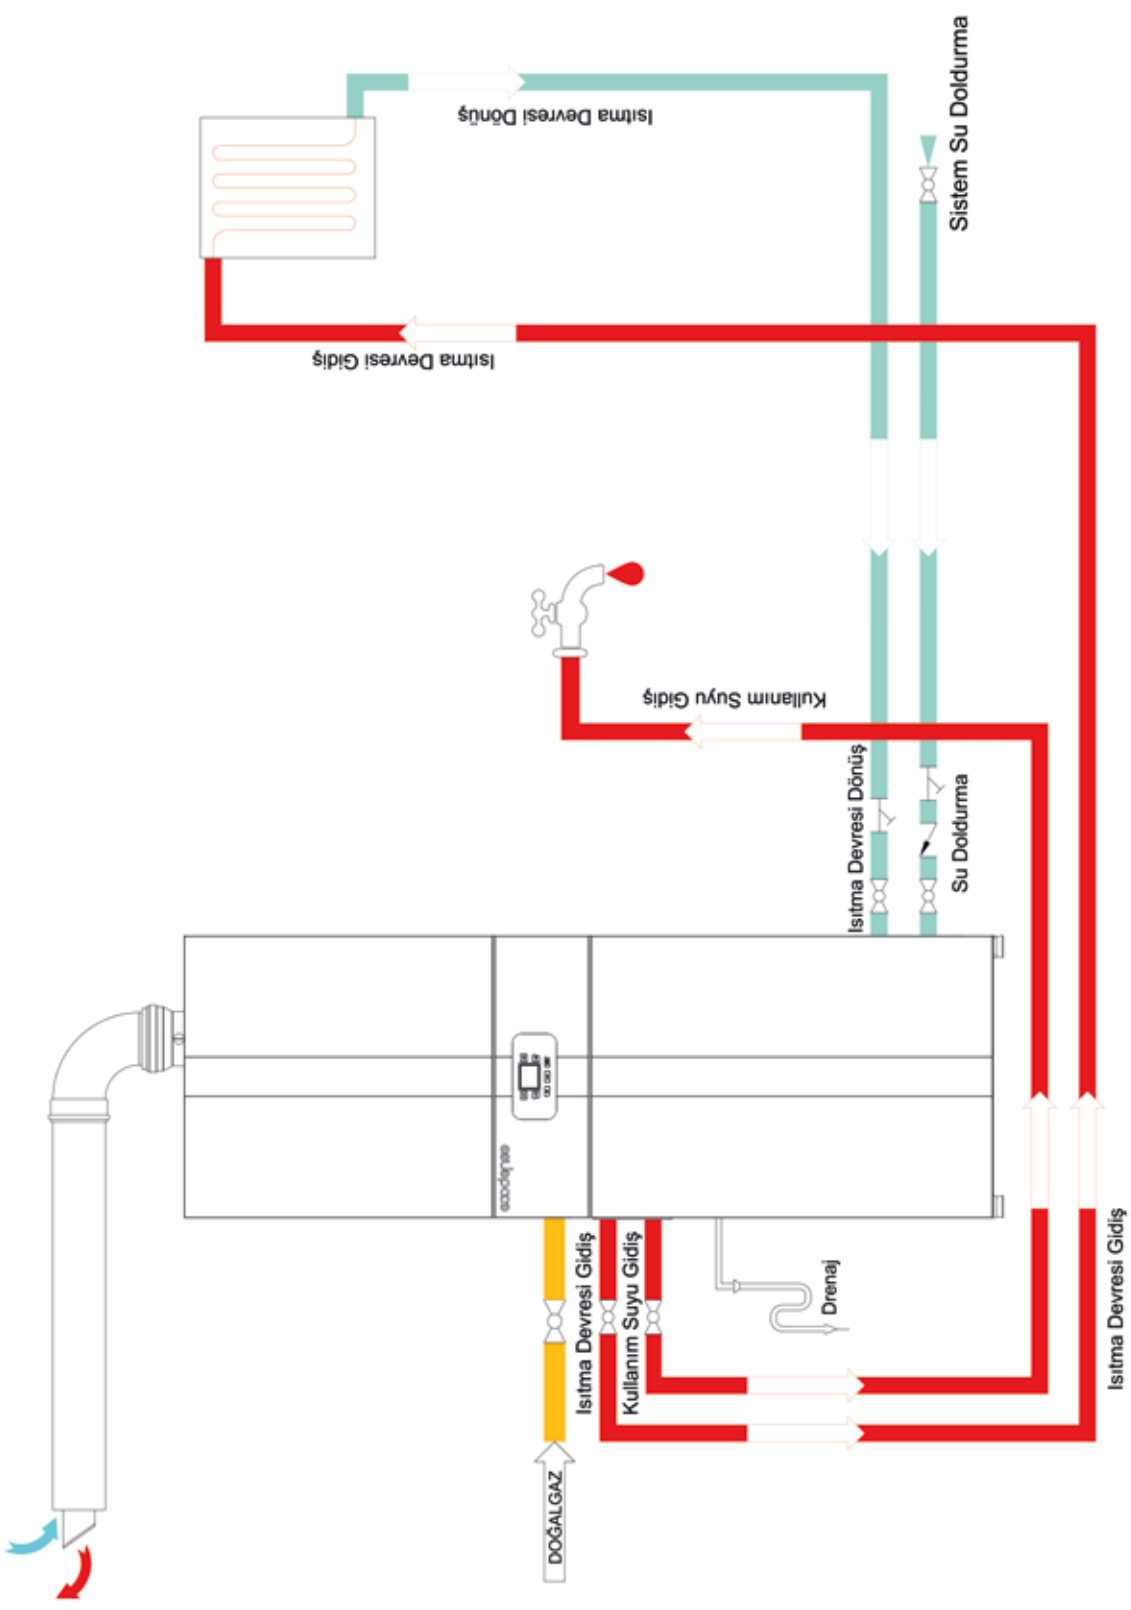 Isıtma Devresi Dönüş
Sistem Su Doldurma
Isıtma Devresi Gidiş
Kullanım Suyu Gidiş
Isıtma Devresi Dönüş
Su Doldurma
Isıtma Devresi Gidiş
Kullanım Suyu Gidiş
Drenaj
Isıtma Devresi Gidiş
DOĞALGAZ